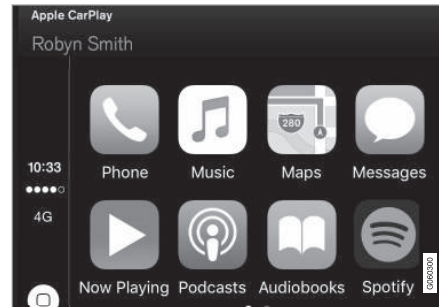 Apple CarPlay
Robyn Smith
280
10:33
Phone Music Maps Messages
4G
Now Playing Podcasts Audiobooks Spotify
G060300